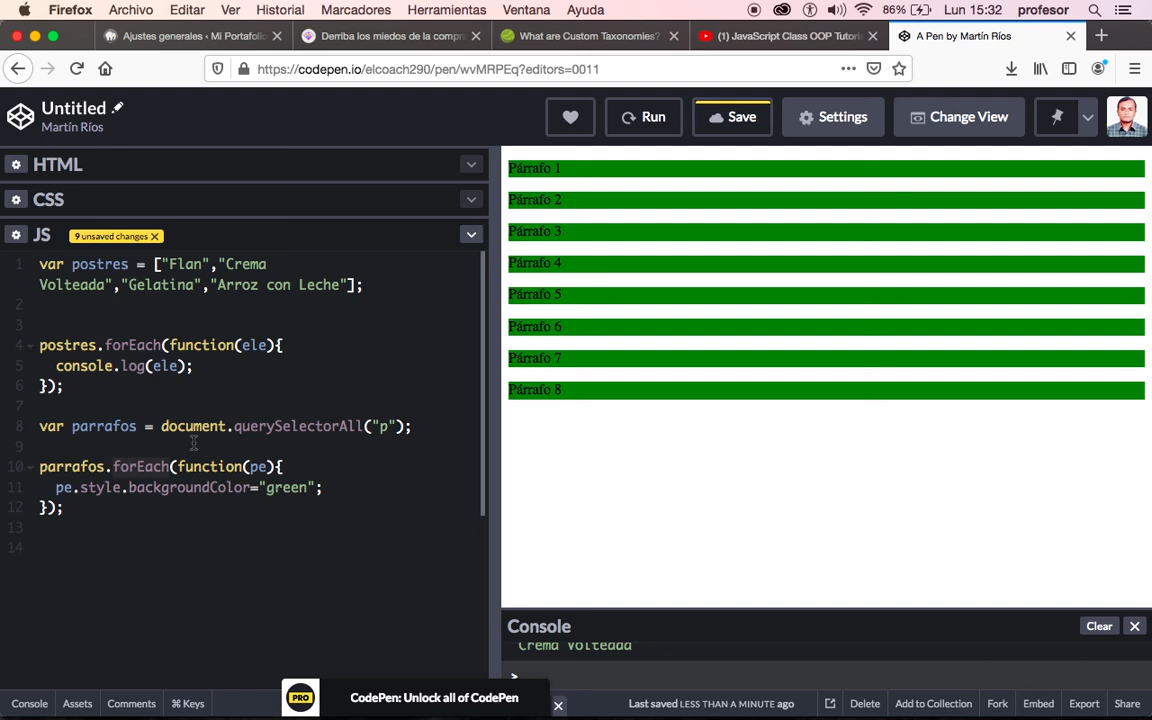 Firefox Archivo Editar Ver Historial Marcadores Herramientas Ventana Ayuda 86% Lun 15:32 profesor
Ajustes generales ‹ Mi Portafolio
Derriba los miedos de la compra
What are Custom Taxonomies?
(1) JavaScript Class OOP Tutori
A Pen by Martín Ríos
https://codepen.io/elcoach290/pen/wvMRPEq?editors=0011
Untitled
Martín Ríos
Run Save Settings Change View
HTML
CSS
JS 9 unsaved changes X
1 var postres = ["Flan","Crema
Volteada","Gelatina","Arroz con Leche"];
2
3
4 postres.forEach(function(ele){
5 console.log(ele);
6 });
7
8 var parrafos = document.querySelectorAll("p");
9
10 parrafos.forEach(function(pe){
11 pe.style.backgroundColor="green";
12 });
13
14
Párrafo 1
Párrafo 2
Párrafo 3
Párrafo 4
Párrafo 5
Párrafo 6
Párrafo 7
Párrafo 8
Console Clear X
"Crema Volteada"
>
PRO CodePen: Unlock all of CodePen X
Console Assets Comments ⌘ Keys Last saved LESS THAN A MINUTE ago Delete Add to Collection Fork Embed Export Share